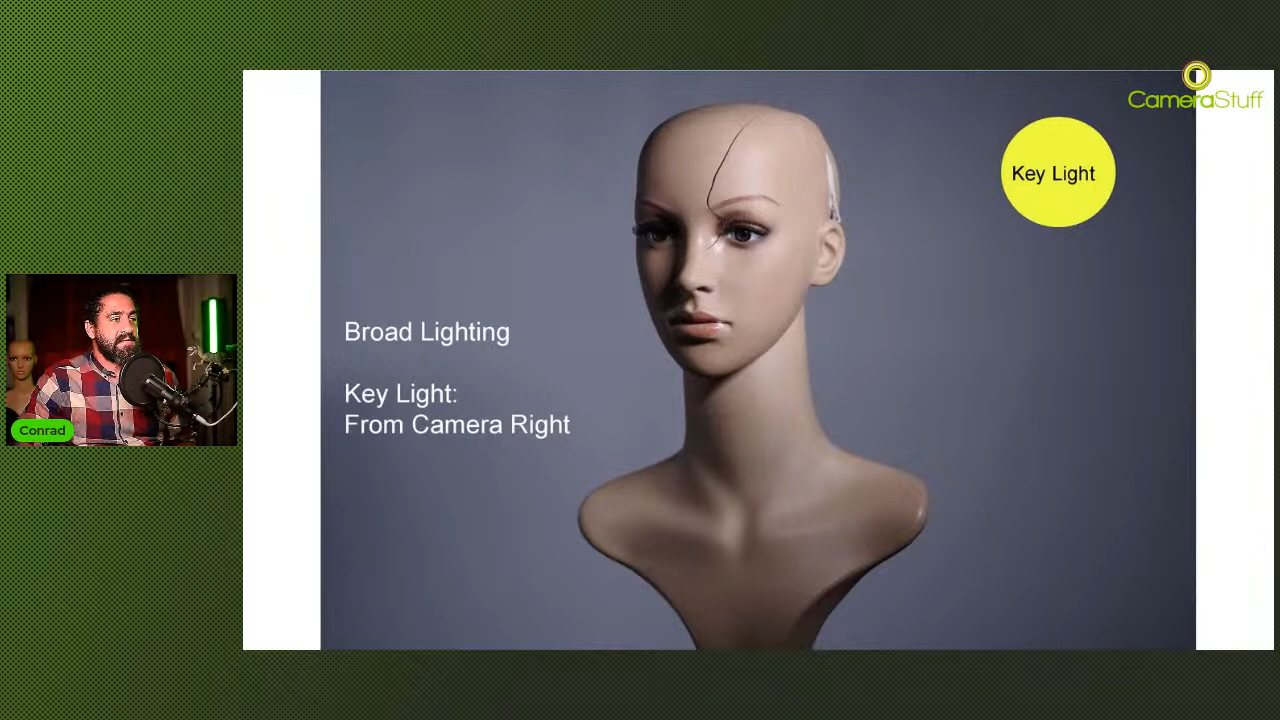 CameraStuff
Key Light
Broad Lighting
Key Light:
From Camera Right
Conrad